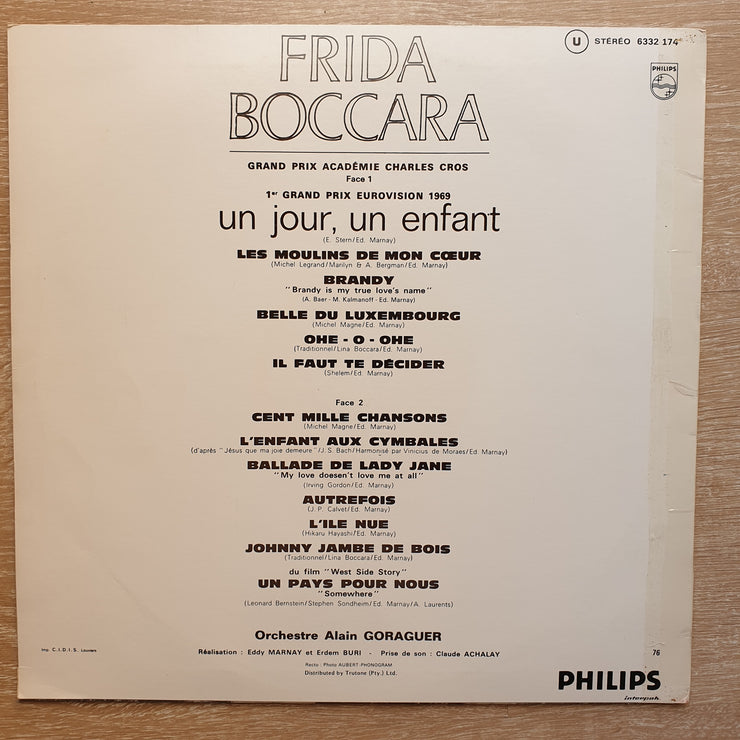 U STÉRÉO 6332 174
PHILIPS
FRIDA
BOCCARA
GRAND PRIX ACADÉMIE CHARLES CROS
Face 1
1er GRAND PRIX EUROVISION 1969
un jour, un enfant
(E. Stern/Ed. Marnay)
LES MOULINS DE MON CŒUR
(Michel Legrand/Marilyn & A. Bergman/Ed. Marnay)
BRANDY
"Brandy is my true love's name"
(A. Baer - M. Kalmanoff - Ed. Marnay)
BELLE DU LUXEMBOURG
(Michel Magne/Ed. Marnay)
OHE - O - OHE
(Traditionnel/Lina Boccara/Ed. Marnay)
IL FAUT TE DÉCIDER
(Shelem/Ed. Marnay)
Face 2
CENT MILLE CHANSONS
(Michel Magne/Ed. Marnay)
L'ENFANT AUX CYMBALES
(d'après "Jésus que ma joie demeure"/J. S. Bach/Harmonisé par Vinicius de Moraes/Ed. Marnay)
BALLADE DE LADY JANE
"My love doesen't love me at all"
(Irving Gordon/Ed. Marnay)
AUTREFOIS
(J. P. Calvet/Ed. Marnay)
L'ILE NUE
(Hikaru Hayashi/Ed. Marnay)
JOHNNY JAMBE DE BOIS
(Traditionnel/Lina Boccara/Ed. Marnay)
du film "West Side Story"
UN PAYS POUR NOUS
"Somewhere"
(Leonard Bernstein/Stephen Sondheim/Ed. Marnay/A. Laurents)
Orchestre Alain GORAGUER
Imp. C.I.D.I.S. Louviers
Réalisation : Eddy MARNAY et Erdem BURI - Prise de son : Claude ACHALAY
76
Recto : Photo AUBERT-PHONOGRAM
Distributed by Trutone (Pty.) Ltd.
PHILIPS
interpak